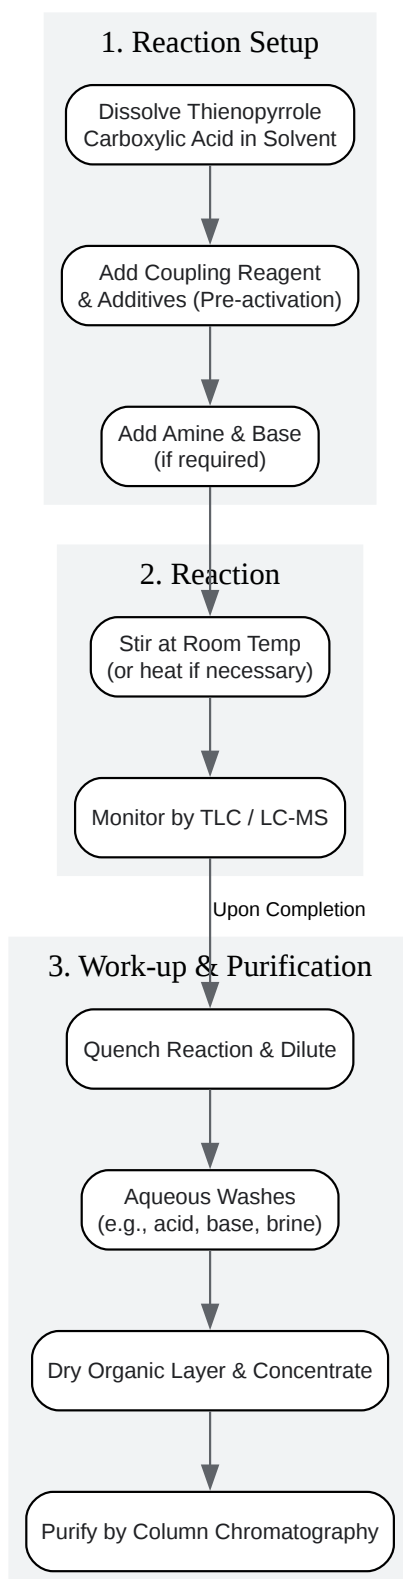 1. Reaction Setup
Dissolve Thienopyrrole
Carboxylic Acid in Solvent
Add Coupling Reagent
& Additives (Pre-activation)
Add Amine & Base
(if required)
2. Reaction
Stir at Room Temp
(or heat if necessary)
Monitor by TLC / LC-MS
Upon Completion
3. Work-up & Purification
Quench Reaction & Dilute
Aqueous Washes
(e.g., acid, base, brine)
Dry Organic Layer & Concentrate
Purify by Column Chromatography